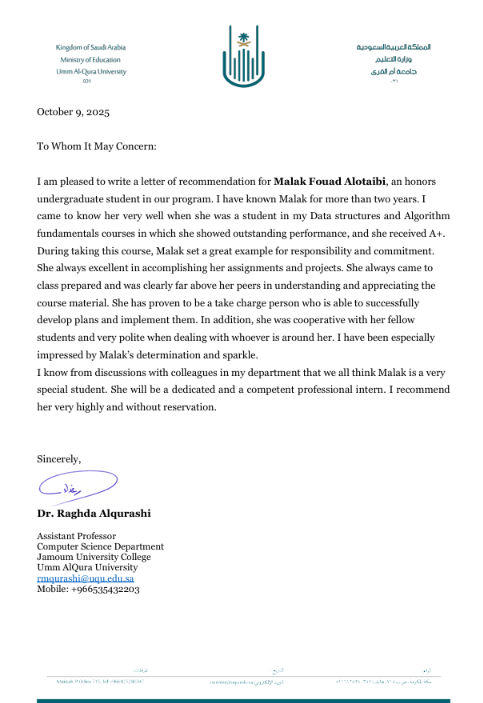 Kingdom of Saudi Arabia
Ministry of Education
Umm Al-Qura University
المملكة العربية السعودية
وزارة التعليم
جامعة أم القرى
October 9, 2025
To Whom It May Concern:
I am pleased to write a letter of recommendation for Malak Fouad Alotaibi, an honors
undergraduate student in our program. I have known Malak for more than two years. I
came to know her very well when she was a student in my Data structures and Algorithm
fundamentals courses in which she showed outstanding performance, and she received A+.
During taking this course, Malak set a great example for responsibility and commitment.
She always excellent in accomplishing her assignments and projects. She always came to
class prepared and was clearly far above her peers in understanding and appreciating the
course material. She has proven to be a take charge person who is able to successfully
develop plans and implement them. In addition, she was cooperative with her fellow
students and very polite when dealing with whoever is around her. I have been especially
impressed by Malak's determination and sparkle.
I know from discussions with colleagues in my department that we all think Malak is a very
special student. She will be a dedicated and a competent professional intern. I recommend
her very highly and without reservation.
Sincerely,
Dr. Raghda Alqurashi
Assistant Professor
Computer Science Department
Jamoum University College
Umm AlQura University
rmqurashi@uqu.edu.sa
Mobile: +966535432203